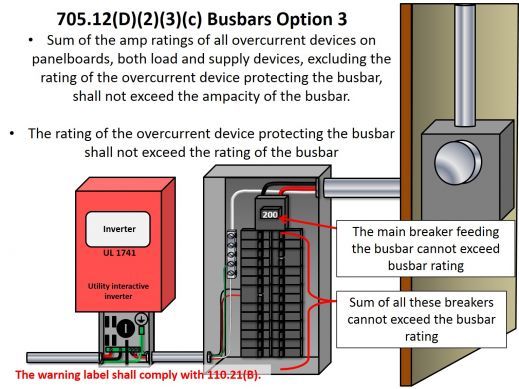 705.12(D)(2)(3)(c) Busbars Option 3
• Sum of the amp ratings of all overcurrent devices on
panelboards, both load and supply devices, excluding the
rating of the overcurrent device protecting the busbar,
shall not exceed the ampacity of the busbar.
• The rating of the overcurrent device protecting the busbar
shall not exceed the rating of the busbar
200
Inverter
UL 1741
Utility interactive
inverter
The main breaker feeding
the busbar cannot exceed
busbar rating
Sum of all these breakers
cannot exceed the busbar
rating
The warning label shall comply with 110.21(B).